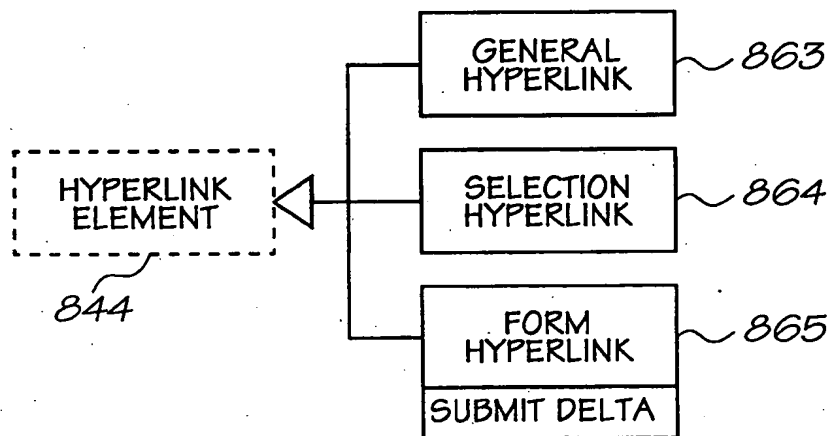 GENERAL
HYPERLINK
863
HYPERLINK
ELEMENT
844
SELECTION
HYPERLINK
864
FORM
HYPERLINK
865
SUBMIT DELTA